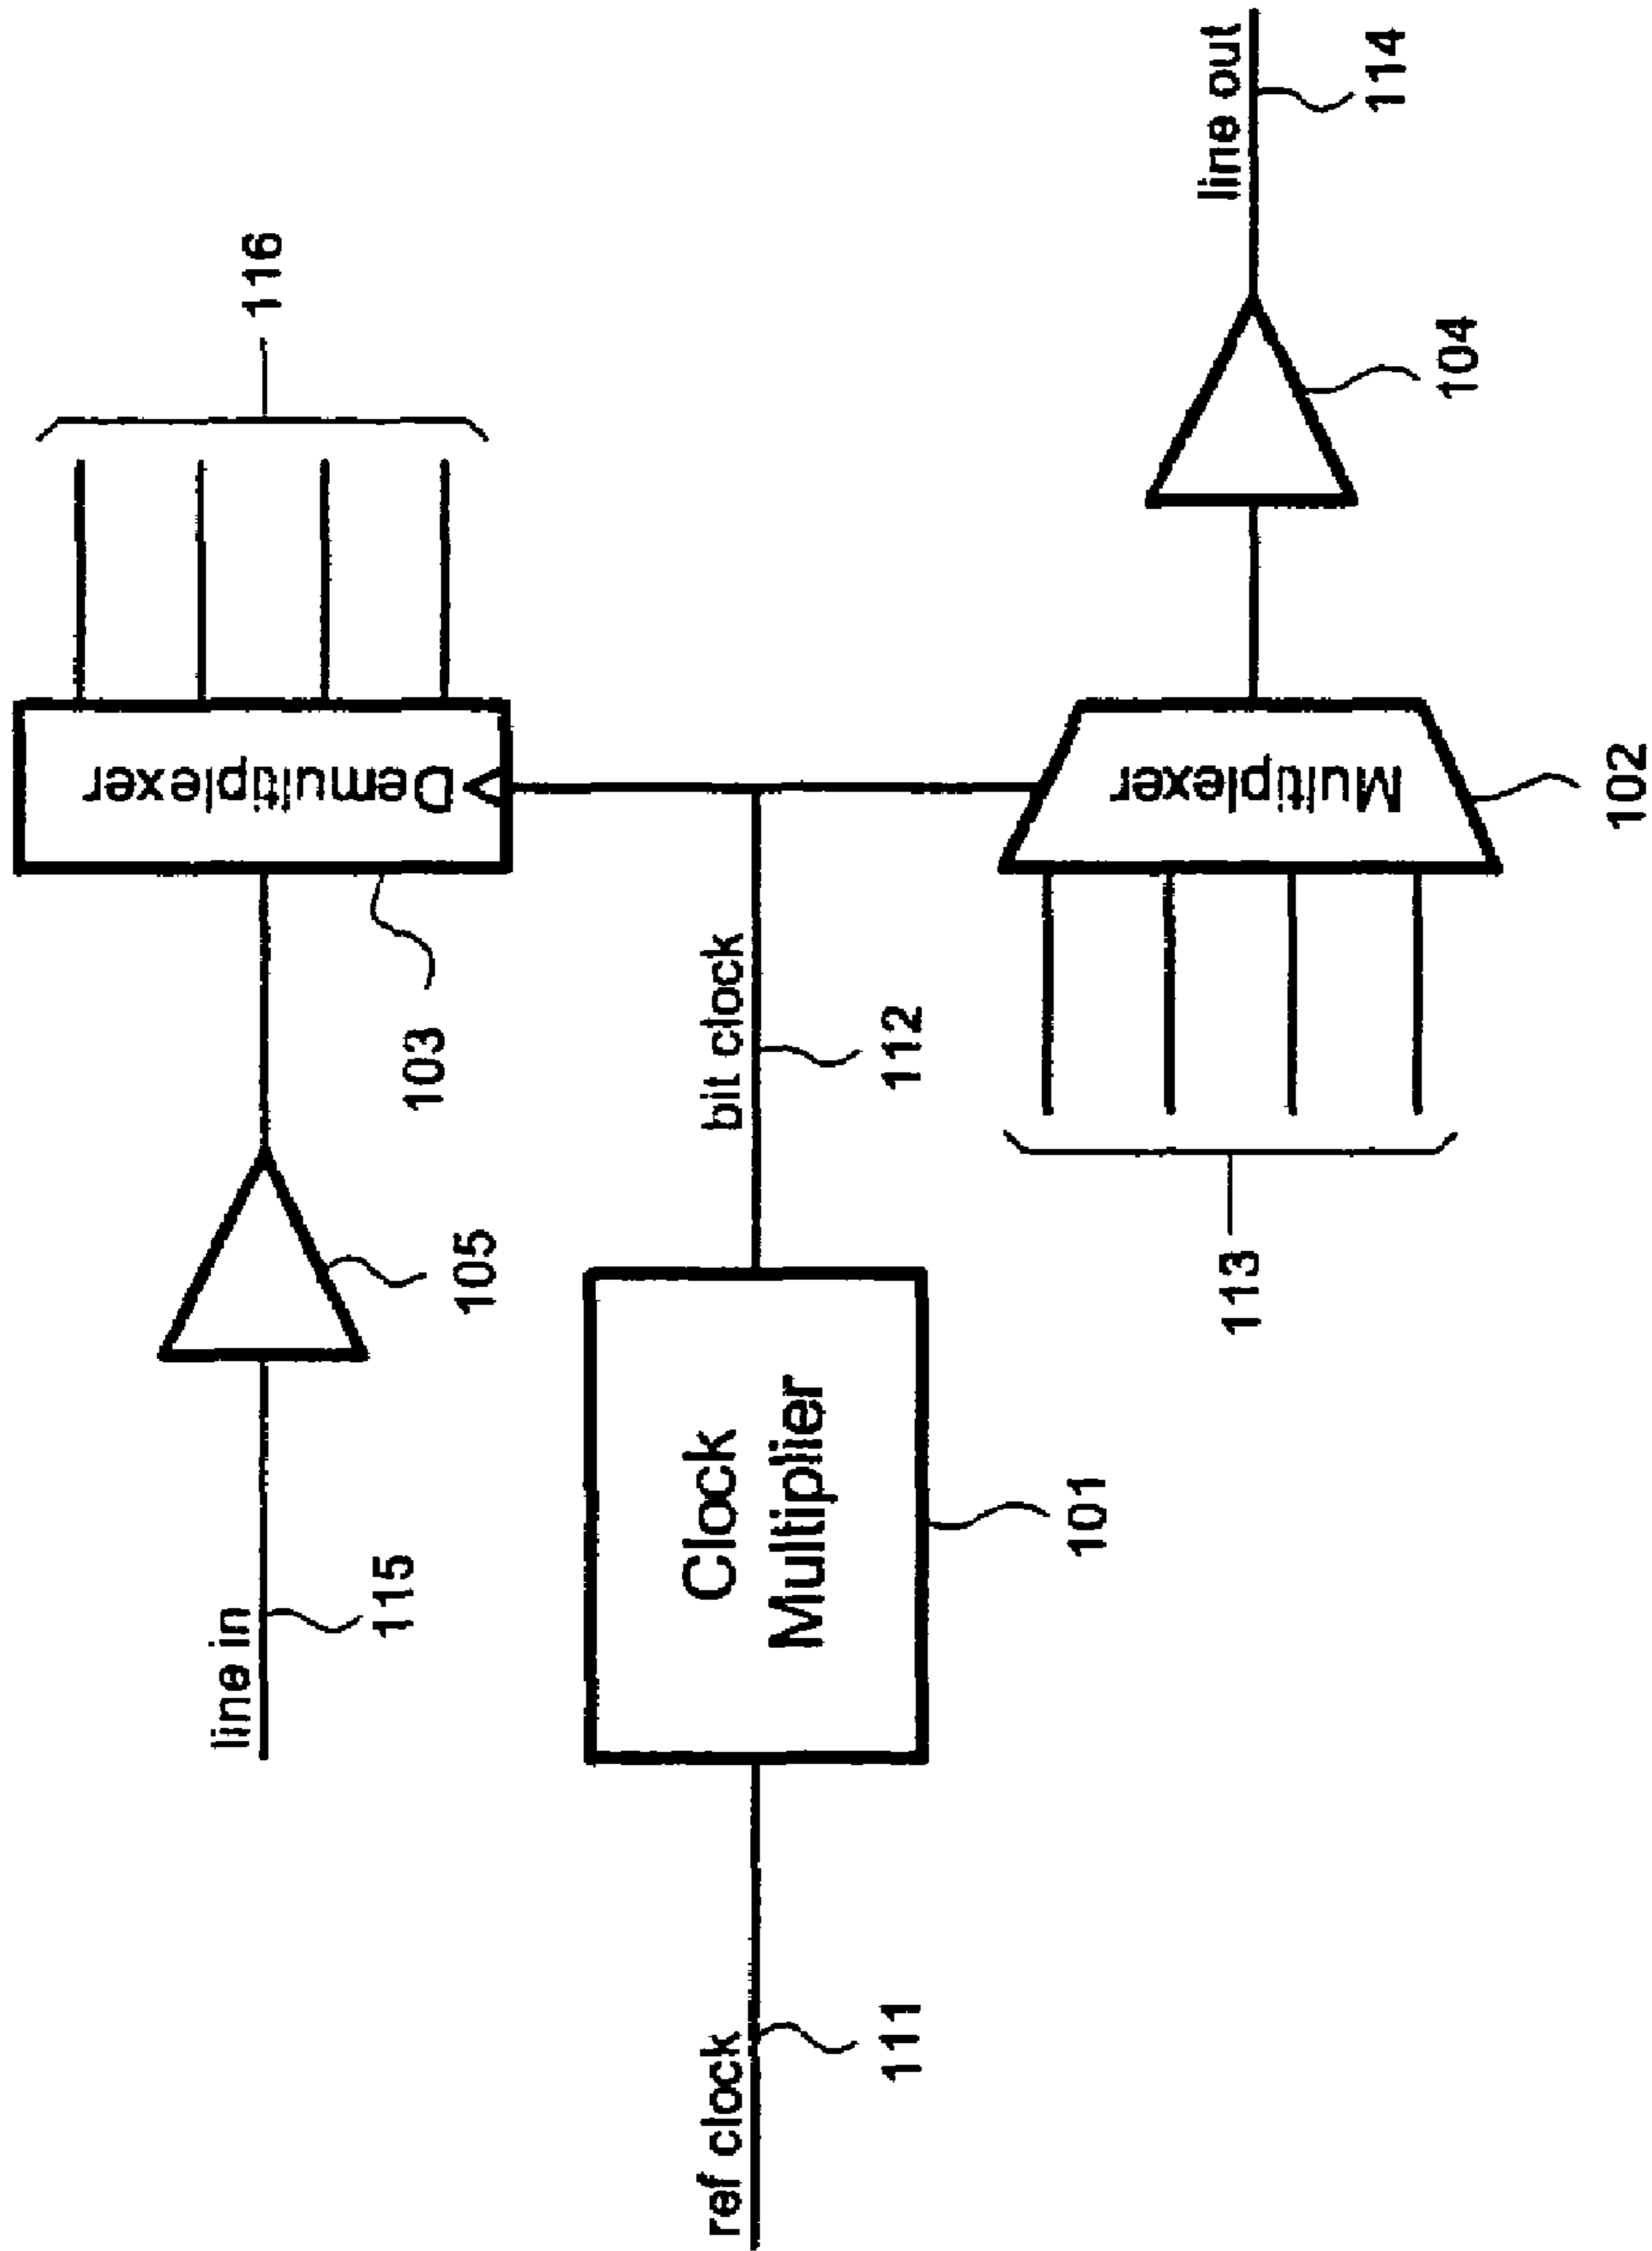 line in
115
105
103
Demultiplexer
116
ref clock
111
Clock
Multiplier
101
bit clock
112
113
Multiplexer
102
104
line out
114